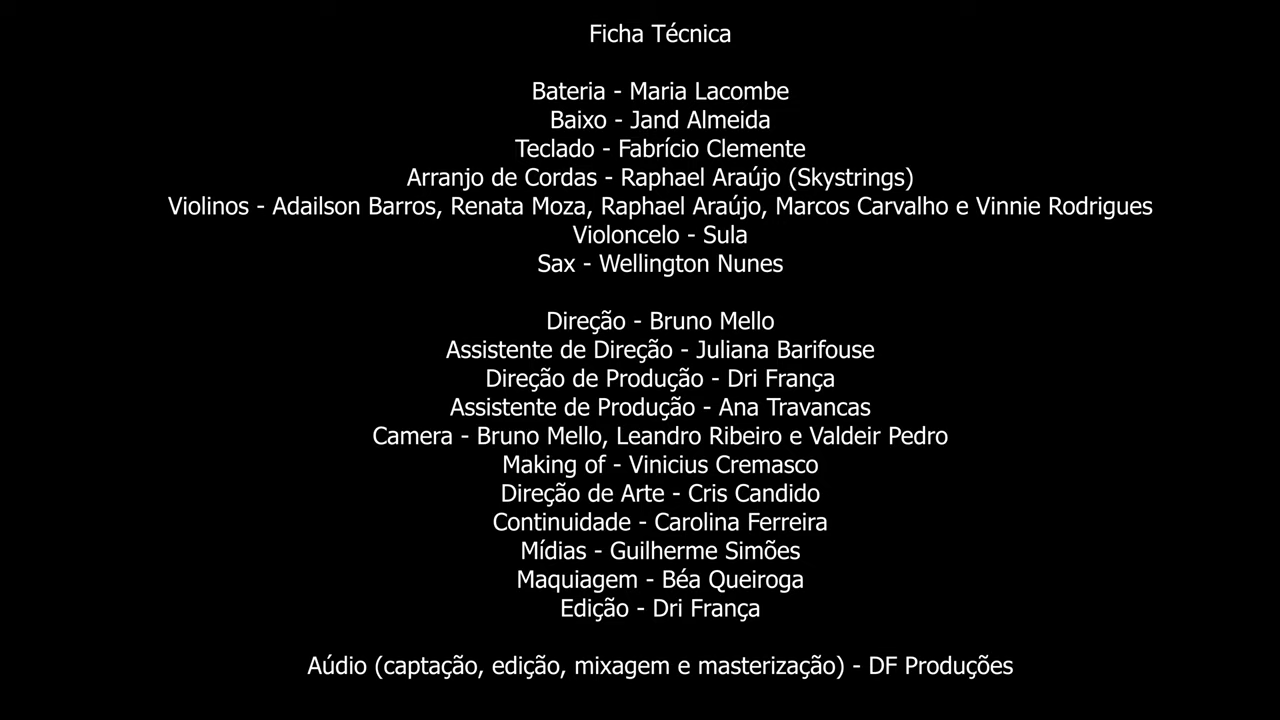 Ficha Técnica
Bateria - Maria Lacombe
Baixo - Jand Almeida
Teclado - Fabrício Clemente
Arranjo de Cordas - Raphael Araújo (Skystrings)
Violinos - Adailson Barros, Renata Moza, Raphael Araújo, Marcos Carvalho e Vinnie Rodrigues
Violoncelo - Sula
Sax - Wellington Nunes
Direção - Bruno Mello
Assistente de Direção - Juliana Barifouse
Direção de Produção - Dri França
Assistente de Produção - Ana Travancas
Camera - Bruno Mello, Leandro Ribeiro e Valdeir Pedro
Making of - Vinicius Cremasco
Direção de Arte - Cris Candido
Continuidade - Carolina Ferreira
Mídias - Guilherme Simões
Maquiagem - Béa Queiroga
Edição - Dri França
Aúdio (captação, edição, mixagem e masterização) - DF Produções